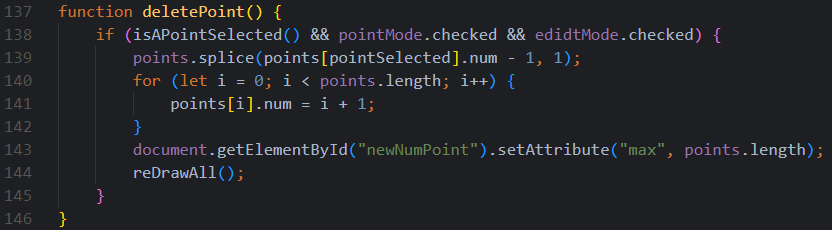 137 function deletePoint() {
138 if (isAPointSelected() && pointMode.checked && edidtMode.checked) {
139 points.splice(points[pointSelected].num - 1, 1);
140 for (let i = 0; i < points.length; i++) {
141 points[i].num = i + 1;
142 }
143 document.getElementById("newNumPoint").setAttribute("max", points.length);
144 reDrawAll();
145 }
146 }